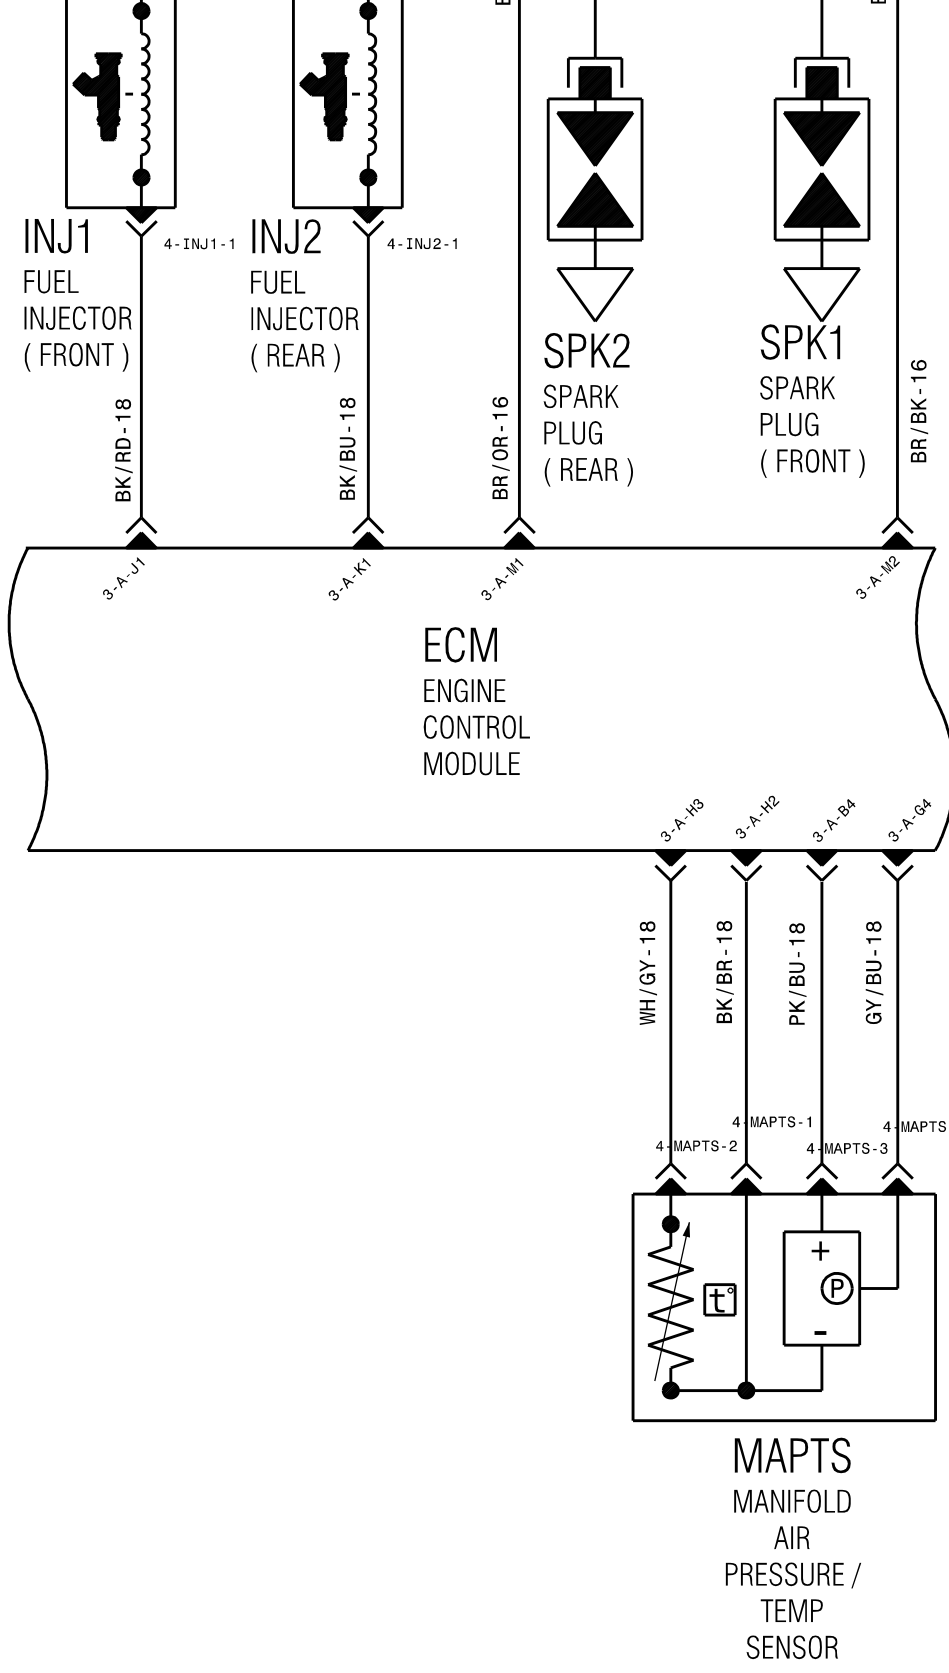 INJ1
4-INJ1-1
FUEL
INJECTOR
( FRONT )
INJ2
4-INJ2-1
FUEL
INJECTOR
( REAR )
SPK2
SPARK
PLUG
( REAR )
SPK1
SPARK
PLUG
( FRONT )
BK/RD-18
BK/BU-18
BR/OR-16
BR/BK-16
3-A-J1
3-A-K1
3-A-M1
3-A-M2
ECM
ENGINE
CONTROL
MODULE
3-A-H3
3-A-H2
3-A-B4
3-A-G4
WH/GY-18
BK/BR-18
PK/BU-18
GY/BU-18
4-MAPTS-2
4-MAPTS-1
4-MAPTS-3
4-MAPTS
+
P
-
t°
MAPTS
MANIFOLD
AIR
PRESSURE /
TEMP
SENSOR